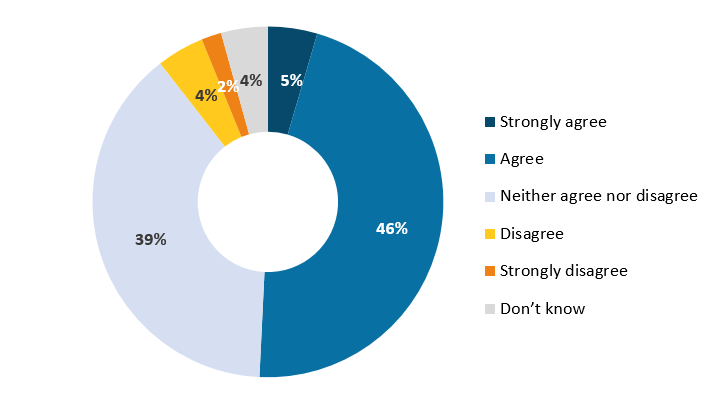 5%
46%
39%
4%
2%
4%
Strongly agree
Agree
Neither agree nor disagree
Disagree
Strongly disagree
Don’t know